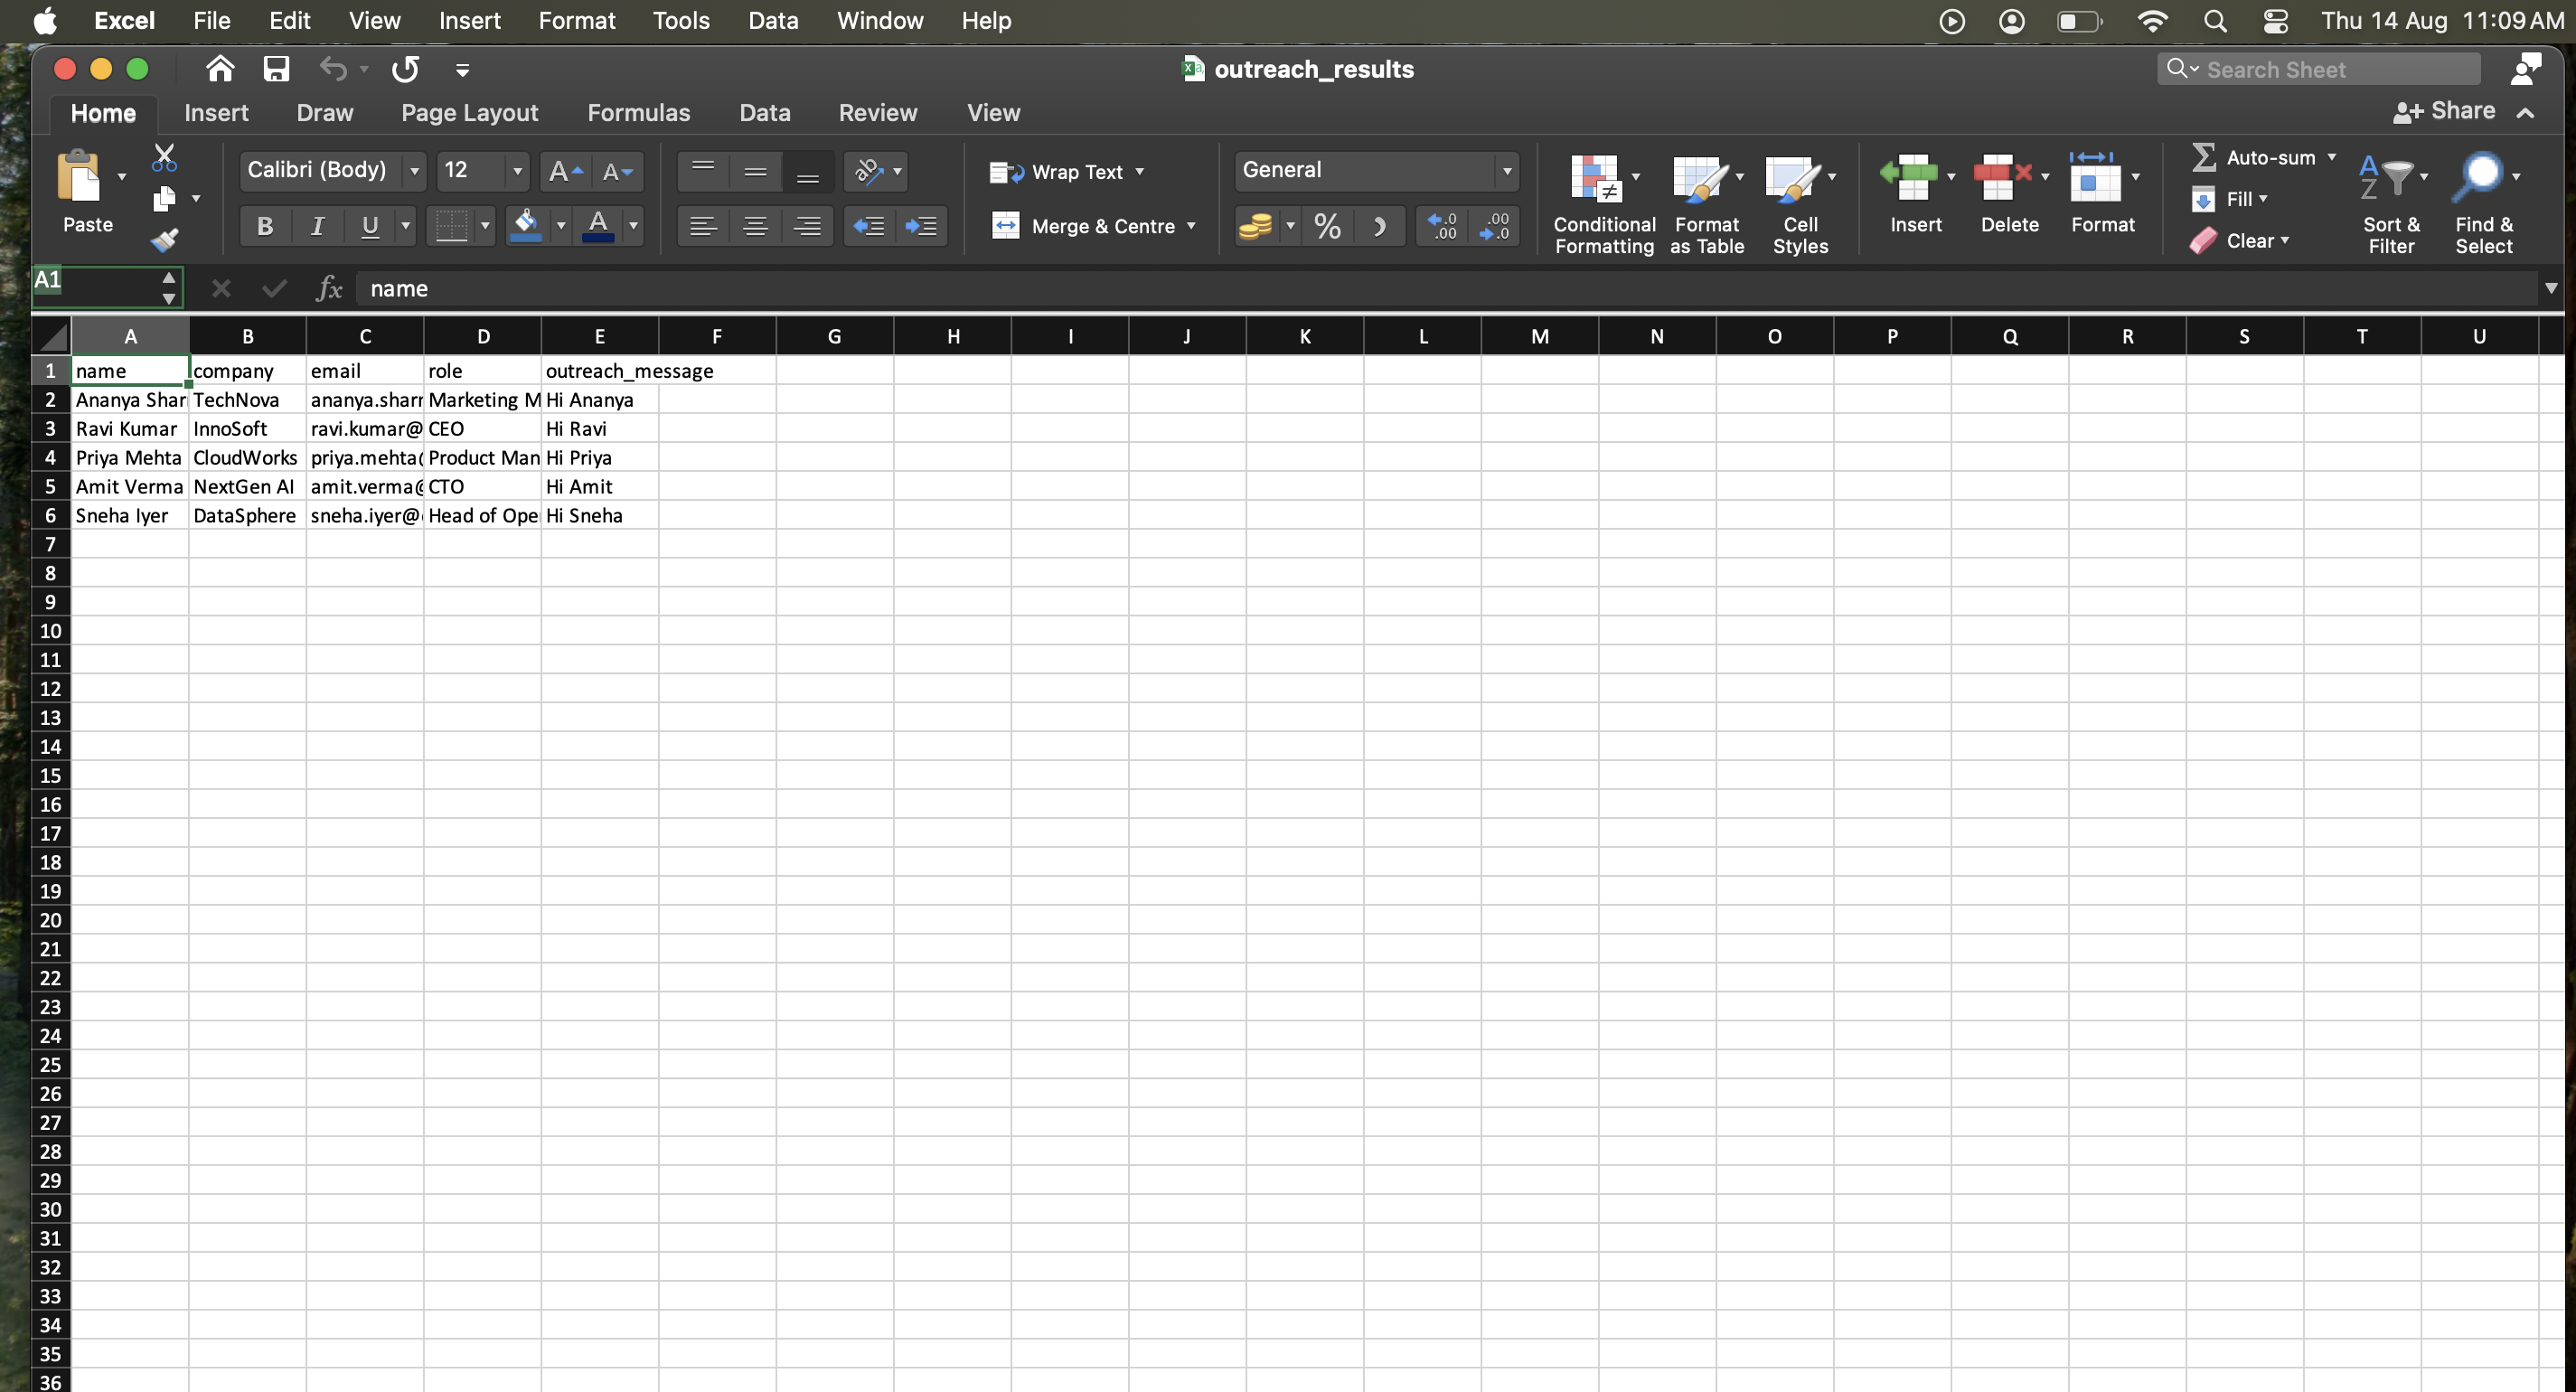 Excel File Edit View Insert Format Tools Data Window Help Thu 14 Aug 11:09 AM
outreach_results Search Sheet
Home Insert Draw Page Layout Formulas Data Review View Share
Calibri (Body) 12 Wrap Text General Auto-sum
Paste Conditional Formatting Format as Table Cell Styles Insert Delete Format Fill Sort & Filter Find & Select
B I U A Merge & Centre % Clear
A1 fx name
A B C D E F G H I J K L M N O P Q R S T U
1 name company email role outreach_message
2 Ananya Shar TechNova ananya.shar Marketing M Hi Ananya
3 Ravi Kumar InnoSoft ravi.kumar@ CEO Hi Ravi
4 Priya Mehta CloudWorks priya.mehta Product Man Hi Priya
5 Amit Verma NextGen AI amit.verma@ CTO Hi Amit
6 Sneha Iyer DataSphere sneha.iyer@ Head of Ope Hi Sneha
7
8
9
10
11
12
13
14
15
16
17
18
19
20
21
22
23
24
25
26
27
28
29
30
31
32
33
34
35
36